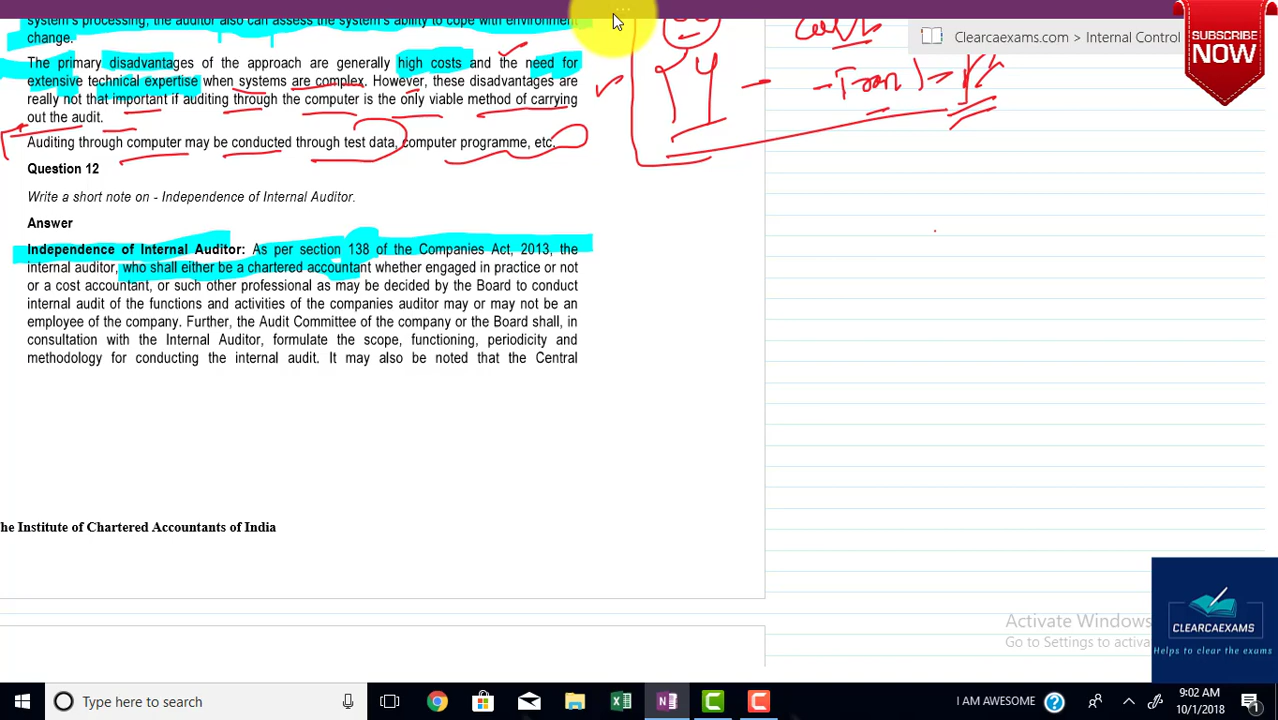 system's processing, the auditor also can assess the system's ability to cope with environment
change.
The primary disadvantages of the approach are generally high costs and the need for
extensive technical expertise when systems are complex. However, these disadvantages are
really not that important if auditing through the computer is the only viable method of carrying
out the audit.
Auditing through computer may be conducted through test data, computer programme, etc.
Question 12
Write a short note on - Independence of Internal Auditor.
Answer
Independence of Internal Auditor: As per section 138 of the Companies Act, 2013, the
internal auditor, who shall either be a chartered accountant whether engaged in practice or not
or a cost accountant, or such other professional as may be decided by the Board to conduct
internal audit of the functions and activities of the companies auditor may or may not be an
employee of the company. Further, the Audit Committee of the company or the Board shall, in
consultation with the Internal Auditor, formulate the scope, functioning, periodicity and
methodology for conducting the internal audit. It may also be noted that the Central
he Institute of Chartered Accountants of India
Clearcaexams.com | Internal Control
SUBSCRIBE
NOW
Activate Windows
Go to Settings to activa
CLEARCAEXAMS
Helps to clear the exams
Type here to search
I AM AWESOME
9:02 AM
10/1/2018